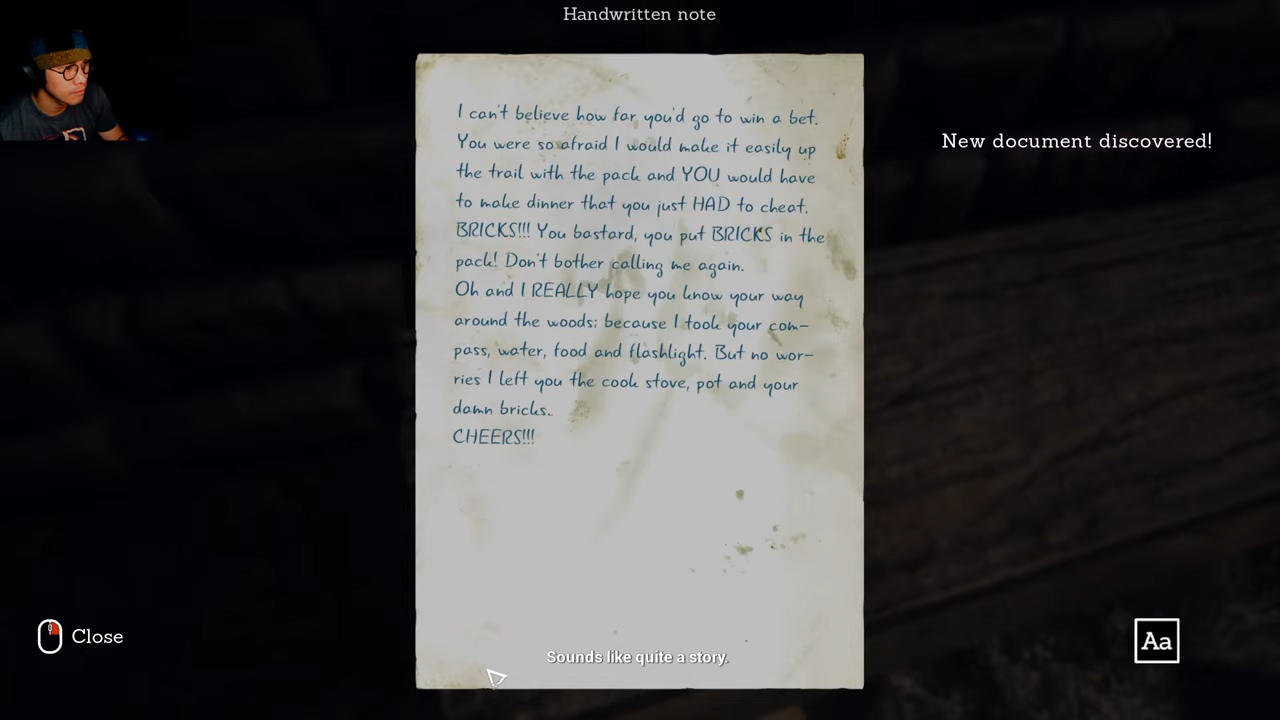 Handwritten note
I can't believe how far you'd go to win a bet.
You were so afraid I would make it easily up
the trail with the pack and YOU would have
to make dinner that you just HAD to cheat.
BRICKS!!! You bastard, you put BRICKS in the
pack! Don't bother calling me again.
Oh and I REALLY hope you know your way
around the woods; because I took your com-
pass, water, food and flashlight. But no wor-
ries I left you the cook stove, pot and your
damn bricks..
CHEERS!!!
New document discovered!
Close
Aa
Sounds like quite a story.